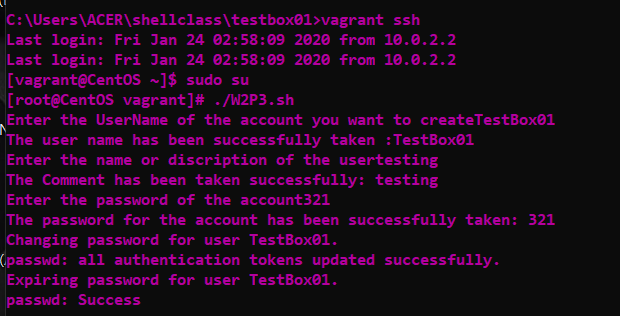 C:\Users\ACER\shellclass\testbox01>vagrant ssh
Last login: Fri Jan 24 02:58:09 2020 from 10.0.2.2
Last login: Fri Jan 24 02:58:09 2020 from 10.0.2.2
[vagrant@CentOS ~]$ sudo su
[root@CentOS vagrant]# ./W2P3.sh
Enter the UserName of the account you want to createTestBox01
The user name has been successfully taken :TestBox01
Enter the name or discription of the usertesting
The Comment has been taken successfully: testing
Enter the password of the account321
The password for the account has been successfully taken: 321
Changing password for user TestBox01.
passwd: all authentication tokens updated successfully.
Expiring password for user TestBox01.
passwd: Success